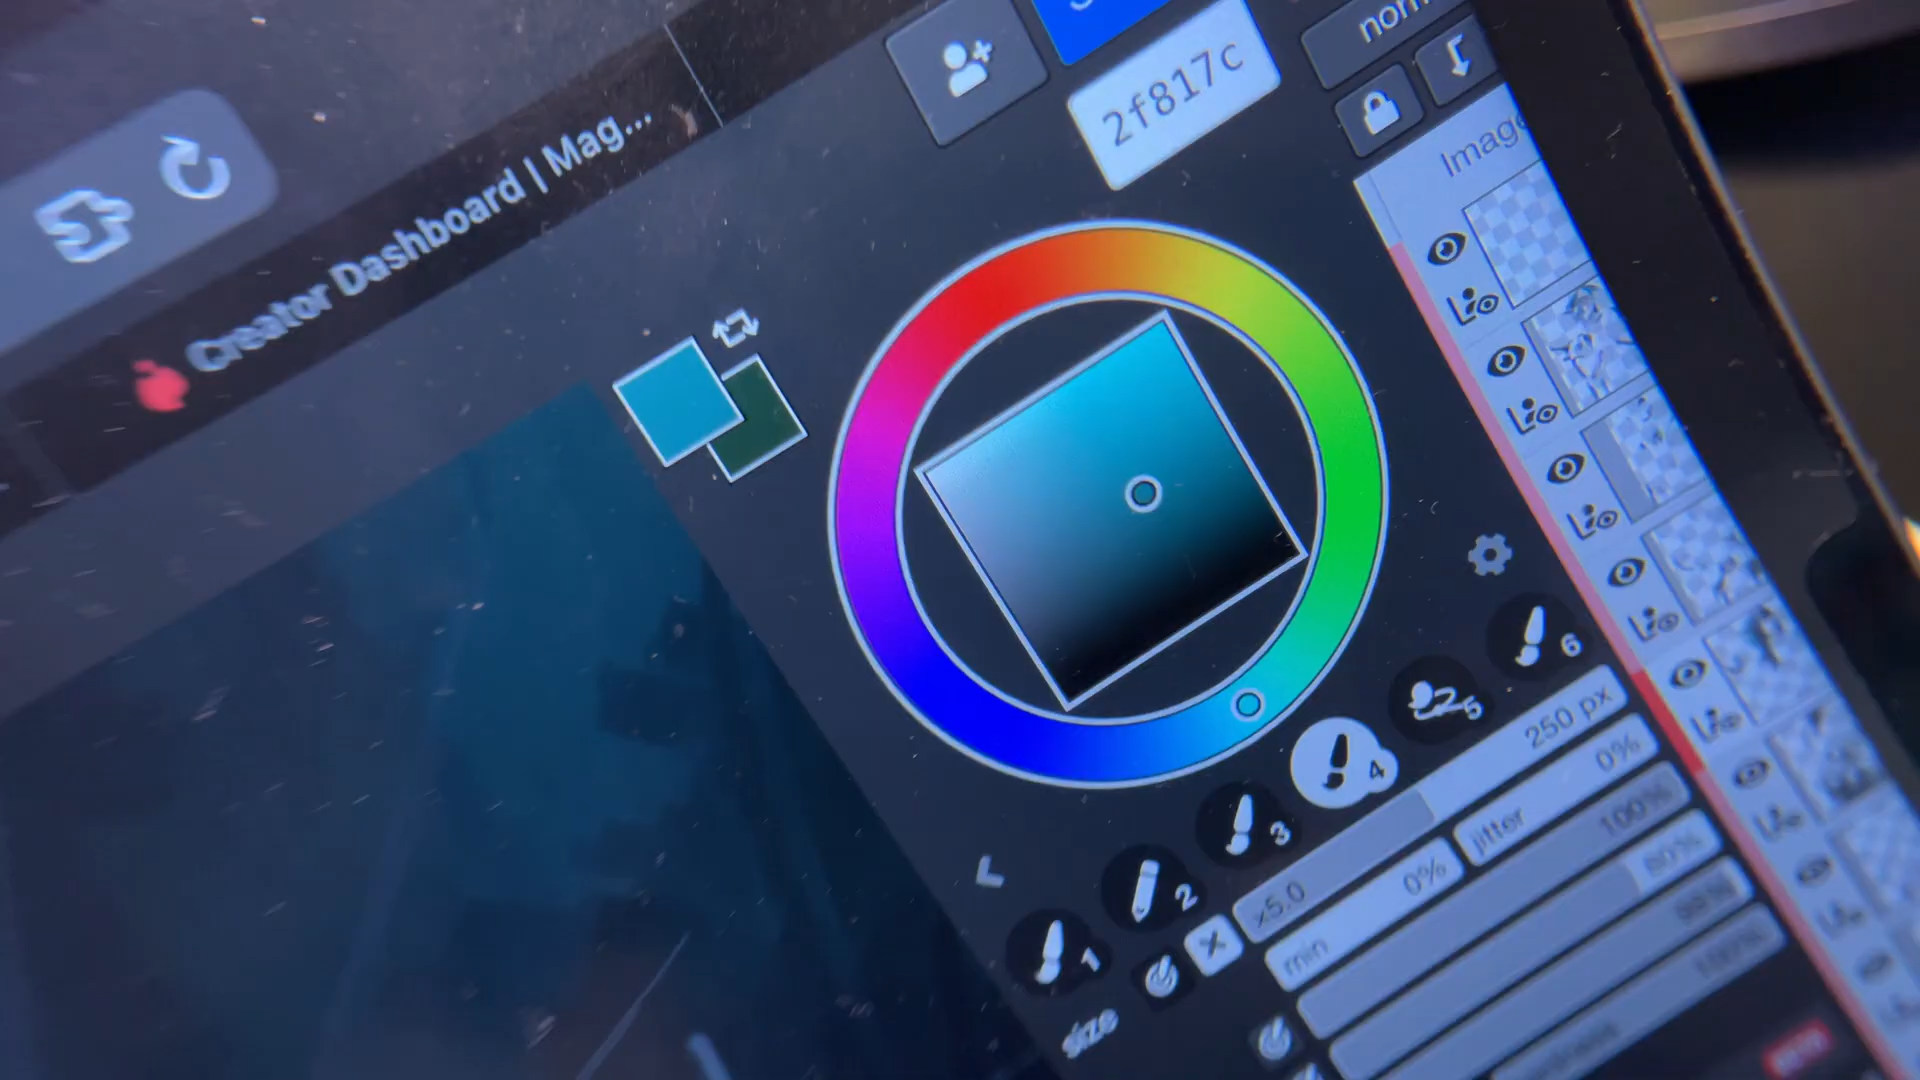 Creator Dashboard | Mag...
2f817c
Image
6
5
4
3
2
1
250 px
x5.0
0%
jitter
0%
min
100%
80%
size